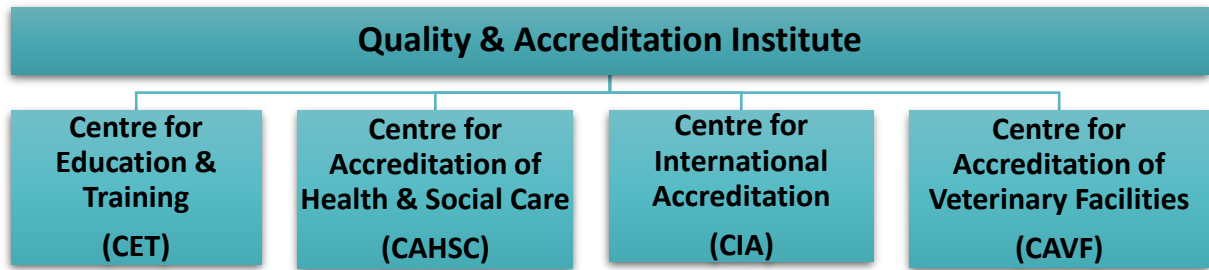 Quality & Accreditation Institute
Centre for
Education &
Training
(CET)
Centre for
Accreditation of
Health & Social Care
(CAHSC)
Centre for
International
Accreditation
(CIA)
Centre for
Accreditation of
Veterinary Facilities
(CAVF)